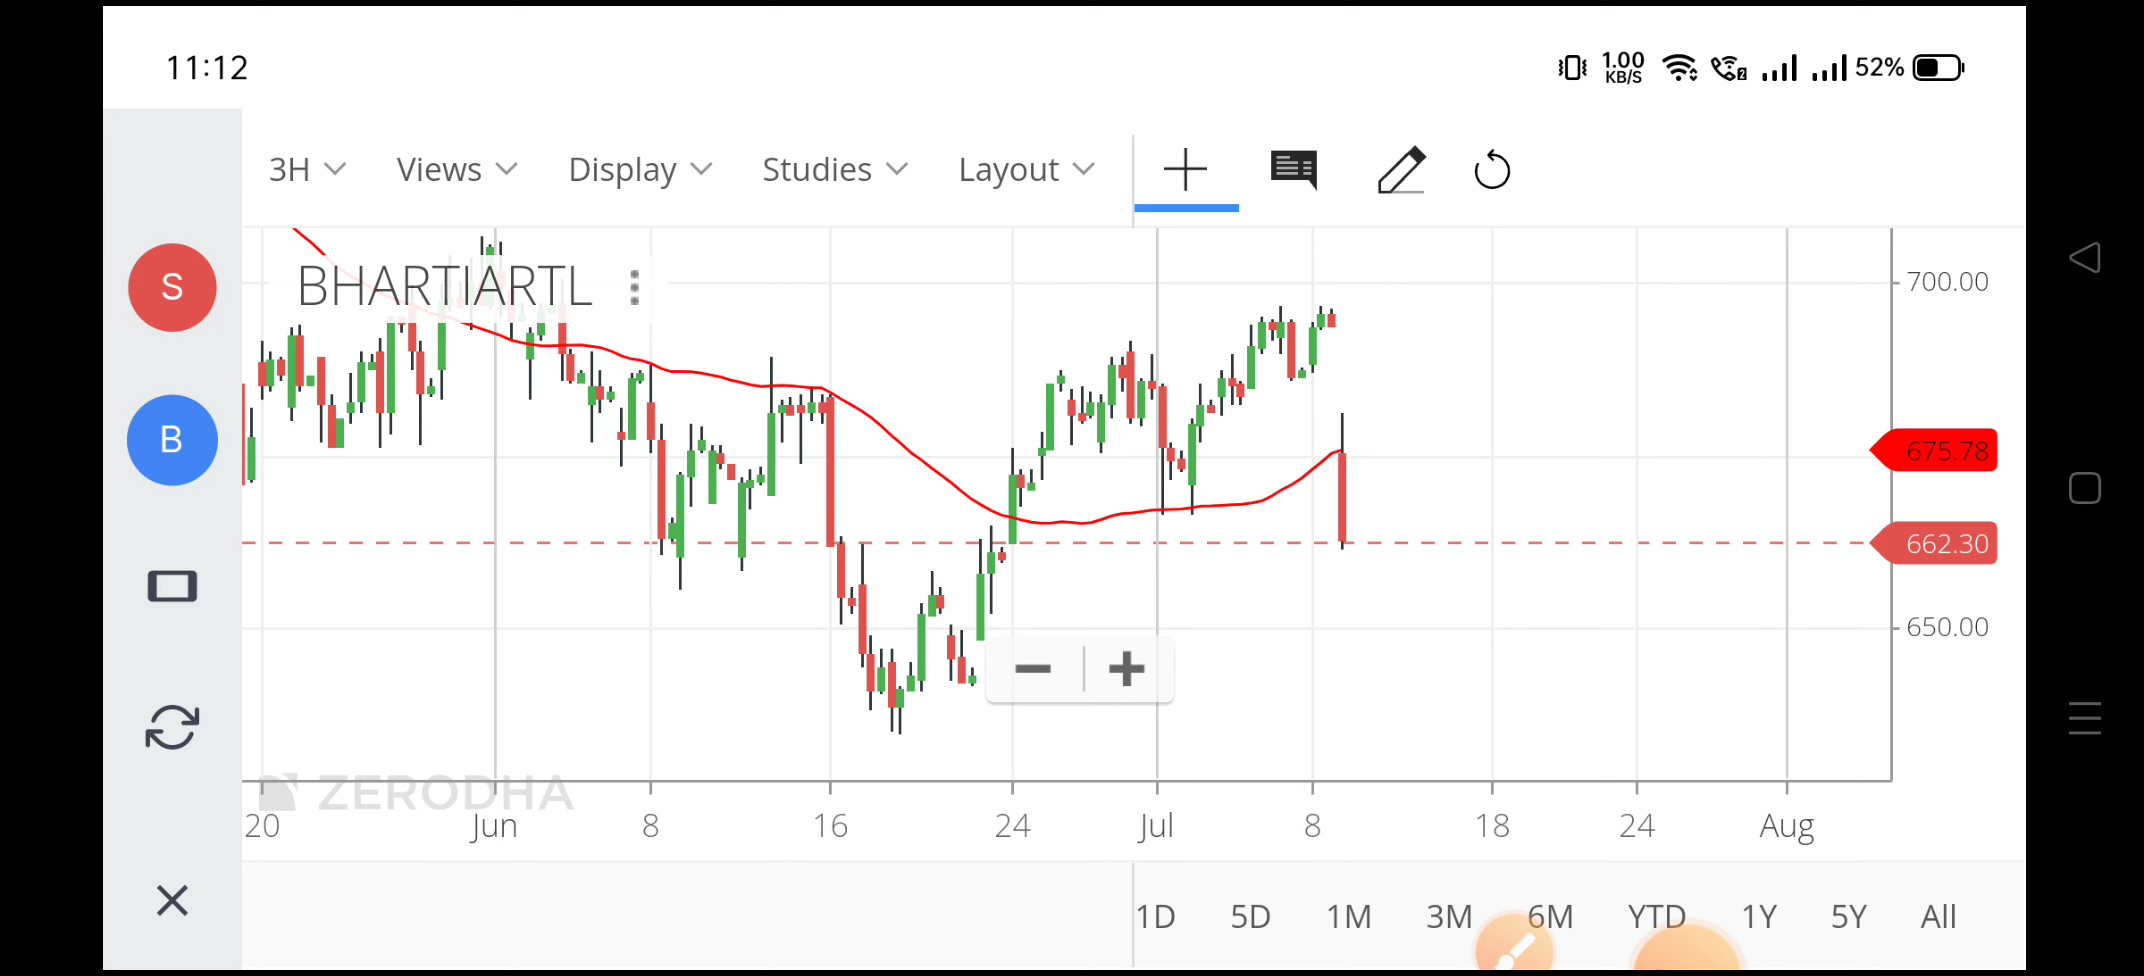 11:12
1.00
KB/S
2
52%
3H Views Display Studies Layout
S
BHARTIARTL
700.00
B
675.78
662.30
650.00
ZERODHA
20 Jun 8 16 24 Jul 8 18 24 Aug
1D 5D 1M 3M 6M YTD 1Y 5Y All